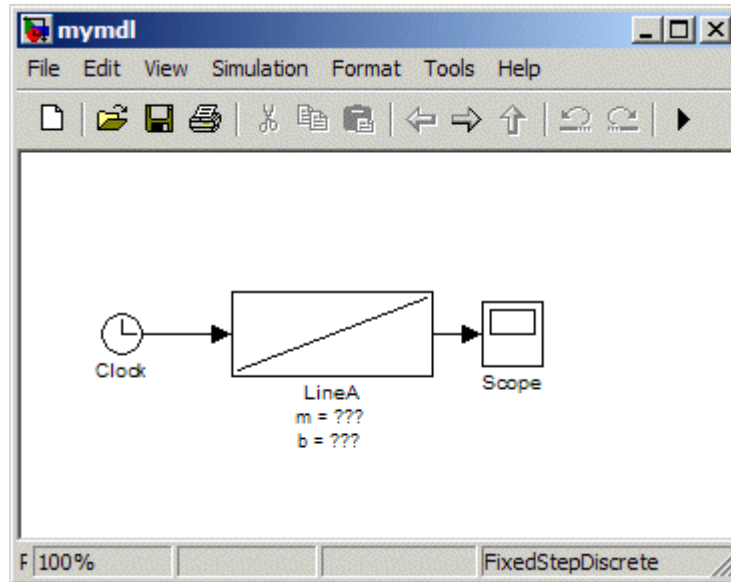 mymdl
File Edit View Simulation Format Tools Help
Clock
LineA
m = ???
b = ???
Scope
F 100% FixedStepDiscrete